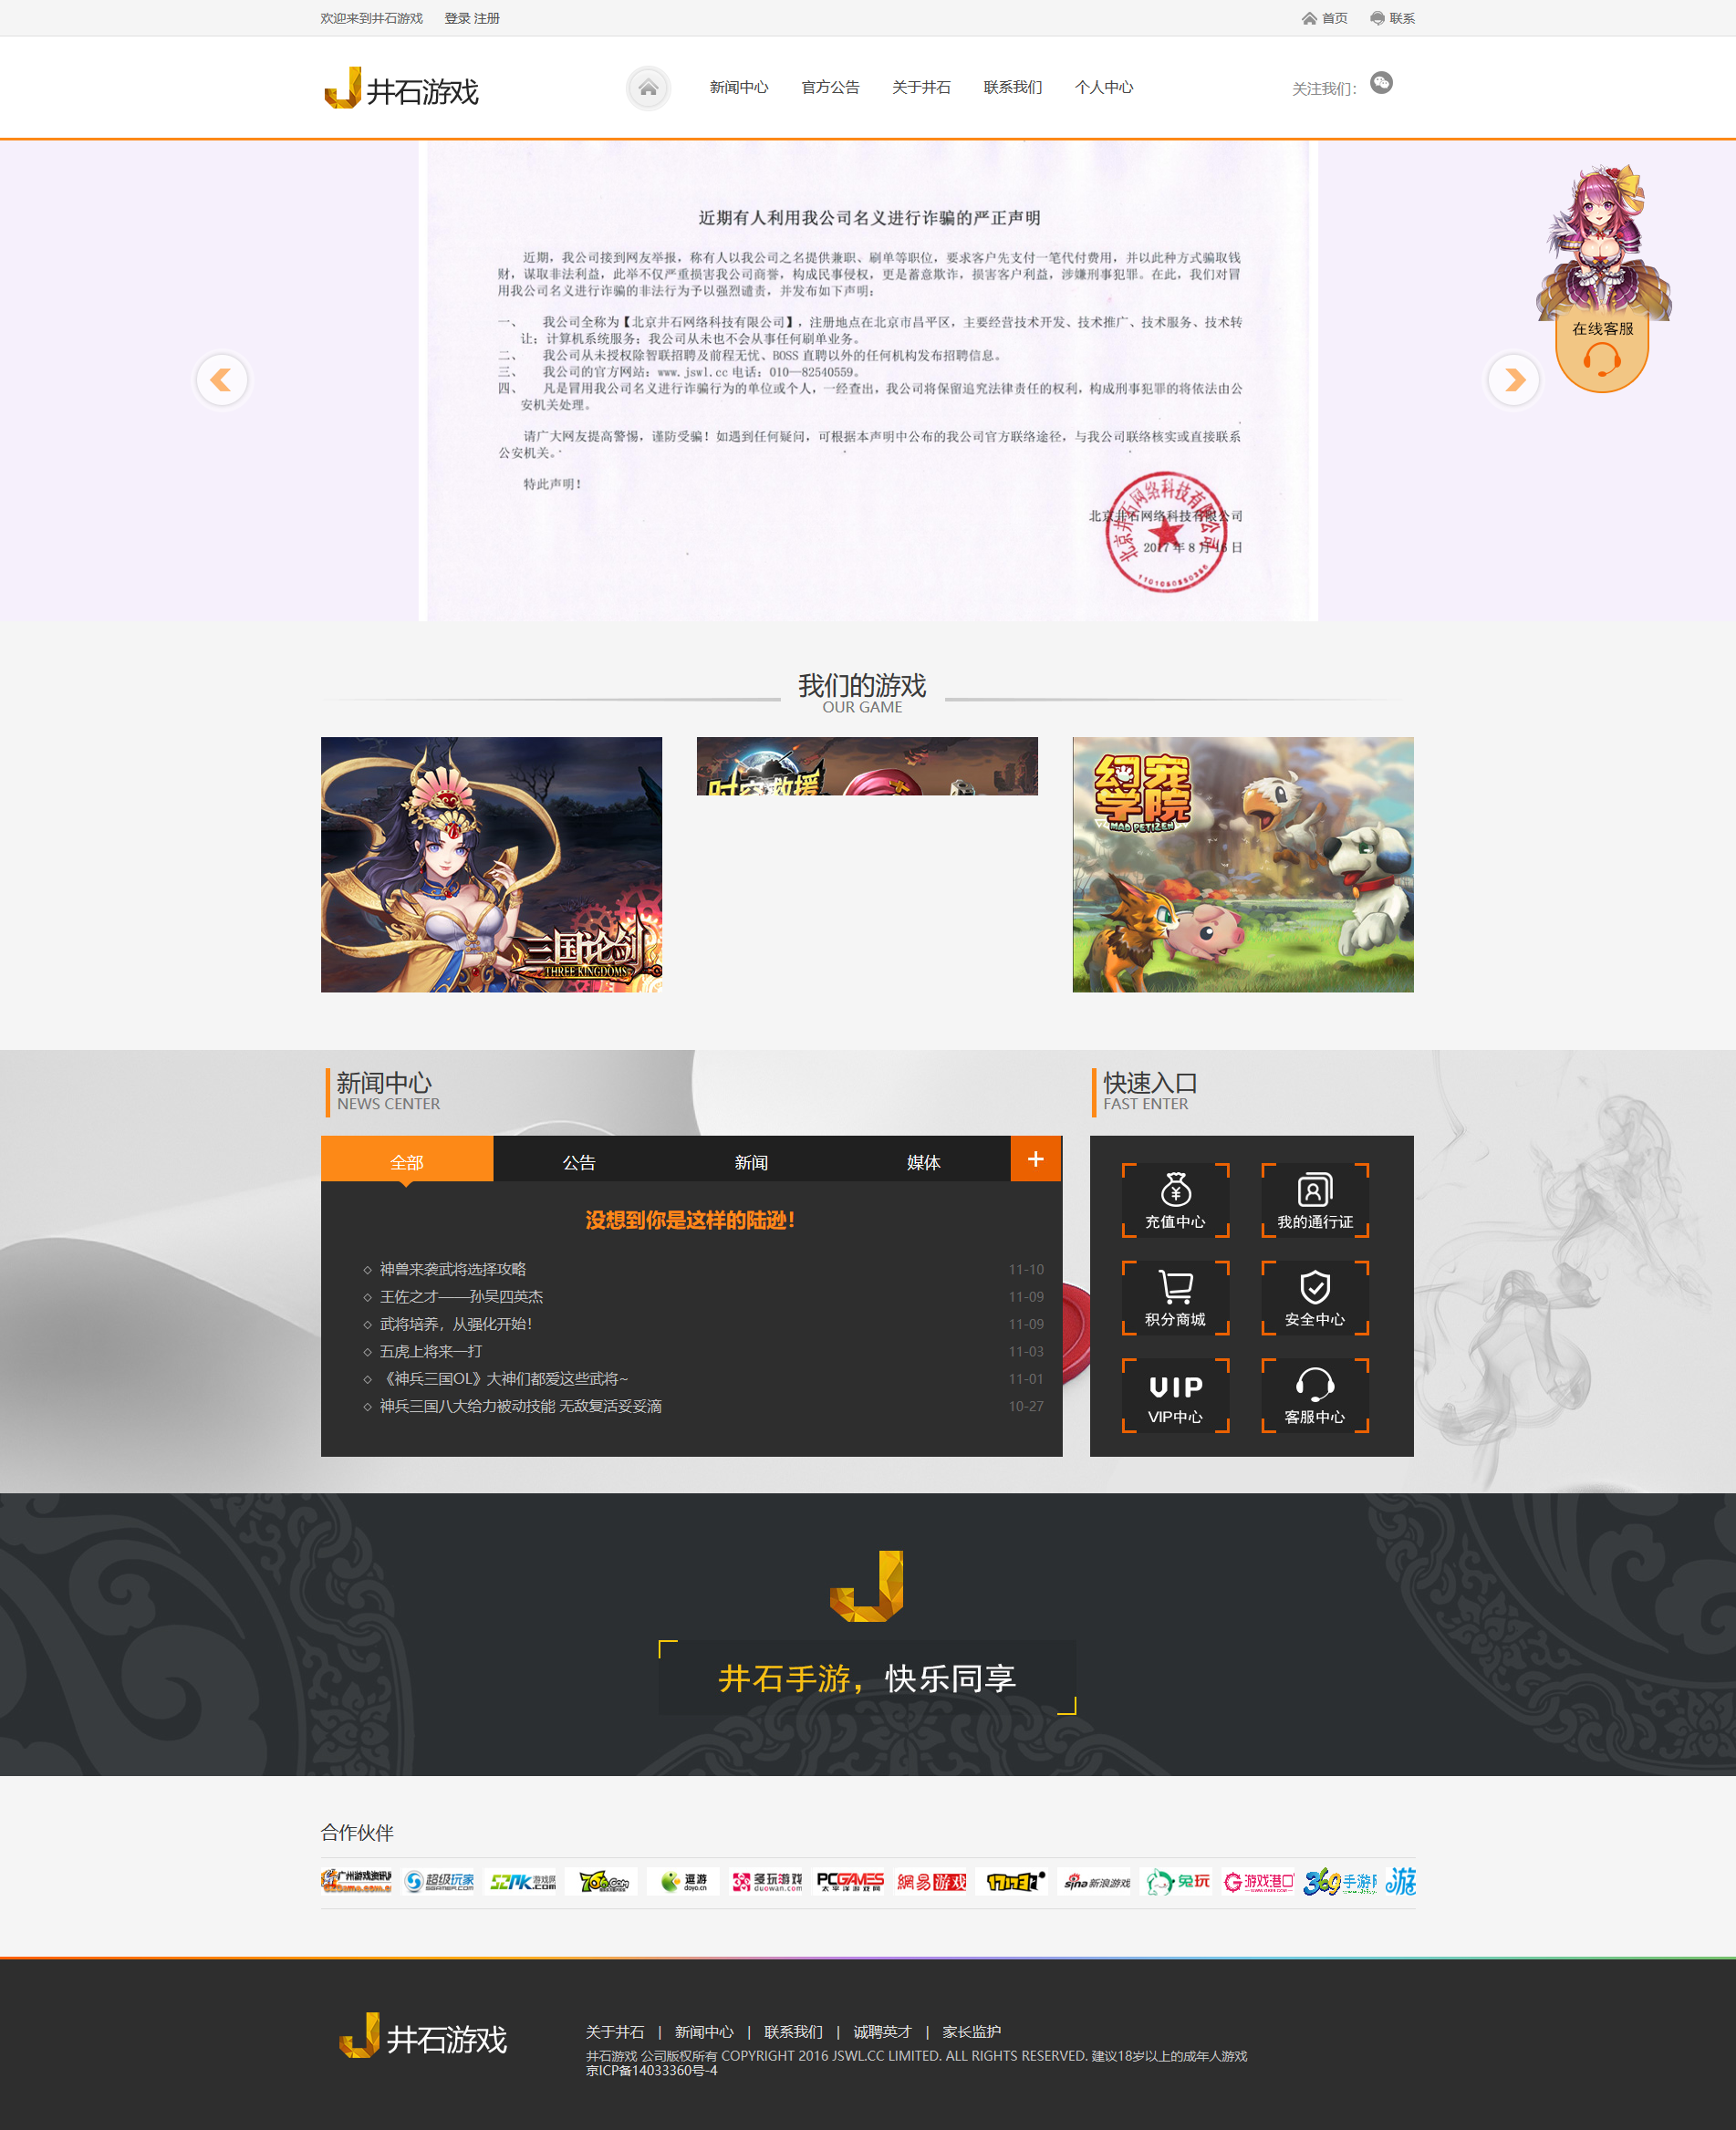 欢迎来到井石游戏 登录 注册
首页 联系
井石游戏
新闻中心 官方公告 关于井石 联系我们 个人中心
关注我们：
近期有人利用我公司名义进行诈骗的严正声明
近期，我公司接到网友举报，称有人以我公司之名提供兼职、刷单等职位，要求客户先支付一笔代付费用，并以此种方式骗取钱
财，谋取非法利益，此举不仅严重损害我公司商誉，构成民事侵权，更是蓄意欺诈，损害客户利益，涉嫌刑事犯罪。在此，我们对冒
用我公司名义进行诈骗的非法行为予以强烈谴责，并发布如下声明：
一、 我公司全称为【北京井石网络科技有限公司】，注册地点在北京市昌平区，主要经营技术开发、技术推广、技术服务、技术转
让；计算机系统服务；我公司从未也不会从事任何刷单业务。
二、 我公司从未授权除智联招聘及前程无忧、BOSS 直聘以外的任何机构发布招聘信息。
三、 我公司的官方网站：www.jswl.cc 电话：010—82540559。
四、 凡是冒用我公司名义进行诈骗行为的单位或个人，一经查出，我公司将保留追究法律责任的权利，构成刑事犯罪的将依法由公
安机关处理。
请广大网友提高警惕，谨防受骗！如遇到任何疑问，可根据本声明中公布的我公司官方联络途径，与我公司联络核实或直接联系
公安机关。
特此声明！
北京井石网络科技有限公司
2017 年 8 月 16 日
北京井石网络科技有限公司
在线客服
我们的游戏
OUR GAME
三国论剑
THREE KINGDOMS
时空救援
幻宠学院
MAD PETIZEN
新闻中心
NEWS CENTER
快速入口
FAST ENTER
全部 公告 新闻 媒体 +
没想到你是这样的陆逊！
神兽来袭武将选择攻略 11-10
王佐之才——孙吴四英杰 11-09
武将培养，从强化开始！ 11-09
五虎上将来一打 11-03
《神兵三国OL》大神们都爱这些武将~ 11-01
神兵三国八大给力被动技能 无敌复活妥妥滴 10-27
充值中心 我的通行证
积分商城 安全中心
VIP
VIP中心 客服中心
井石手游，快乐同享
合作伙伴
广州游戏资讯网 超级玩家 52PK游戏网 .com 逗游 doyo.cn 多玩游戏 duowan.com PCGAMES 太平洋游戏网 網易游戏 17173 sina新浪游戏 兔玩 游戏港口 369手游网 游
井石游戏
关于井石 | 新闻中心 | 联系我们 | 诚聘英才 | 家长监护
井石游戏 公司版权所有 COPYRIGHT 2016 JSWL.CC LIMITED. ALL RIGHTS RESERVED. 建议18岁以上的成年人游戏
京ICP备14033360号-4